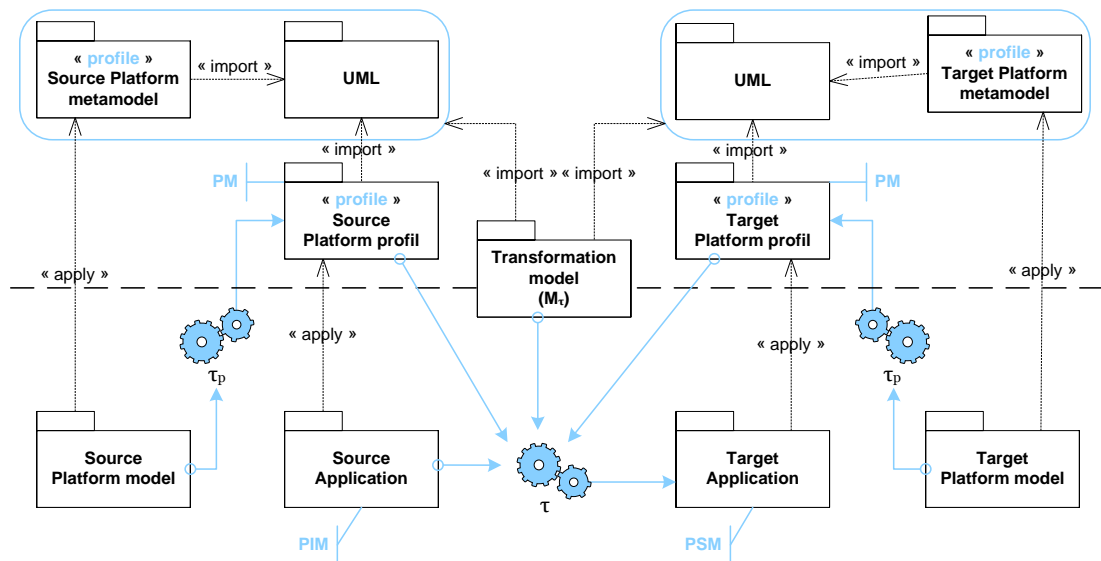 « profile »
Source Platform
metamodel
« import »
UML
UML
« import »
« profile »
Target Platform
metamodel
« import »
« import »
« import »
« import »
PM
« profile »
Source
Platform profil
« profile »
Target
Platform profil
PM
Transformation
model
(Mτ)
« apply »
« apply »
« apply »
« apply »
τp
τp
Source
Platform model
Source
Application
τ
Target
Application
Target
Platform model
PIM
PSM